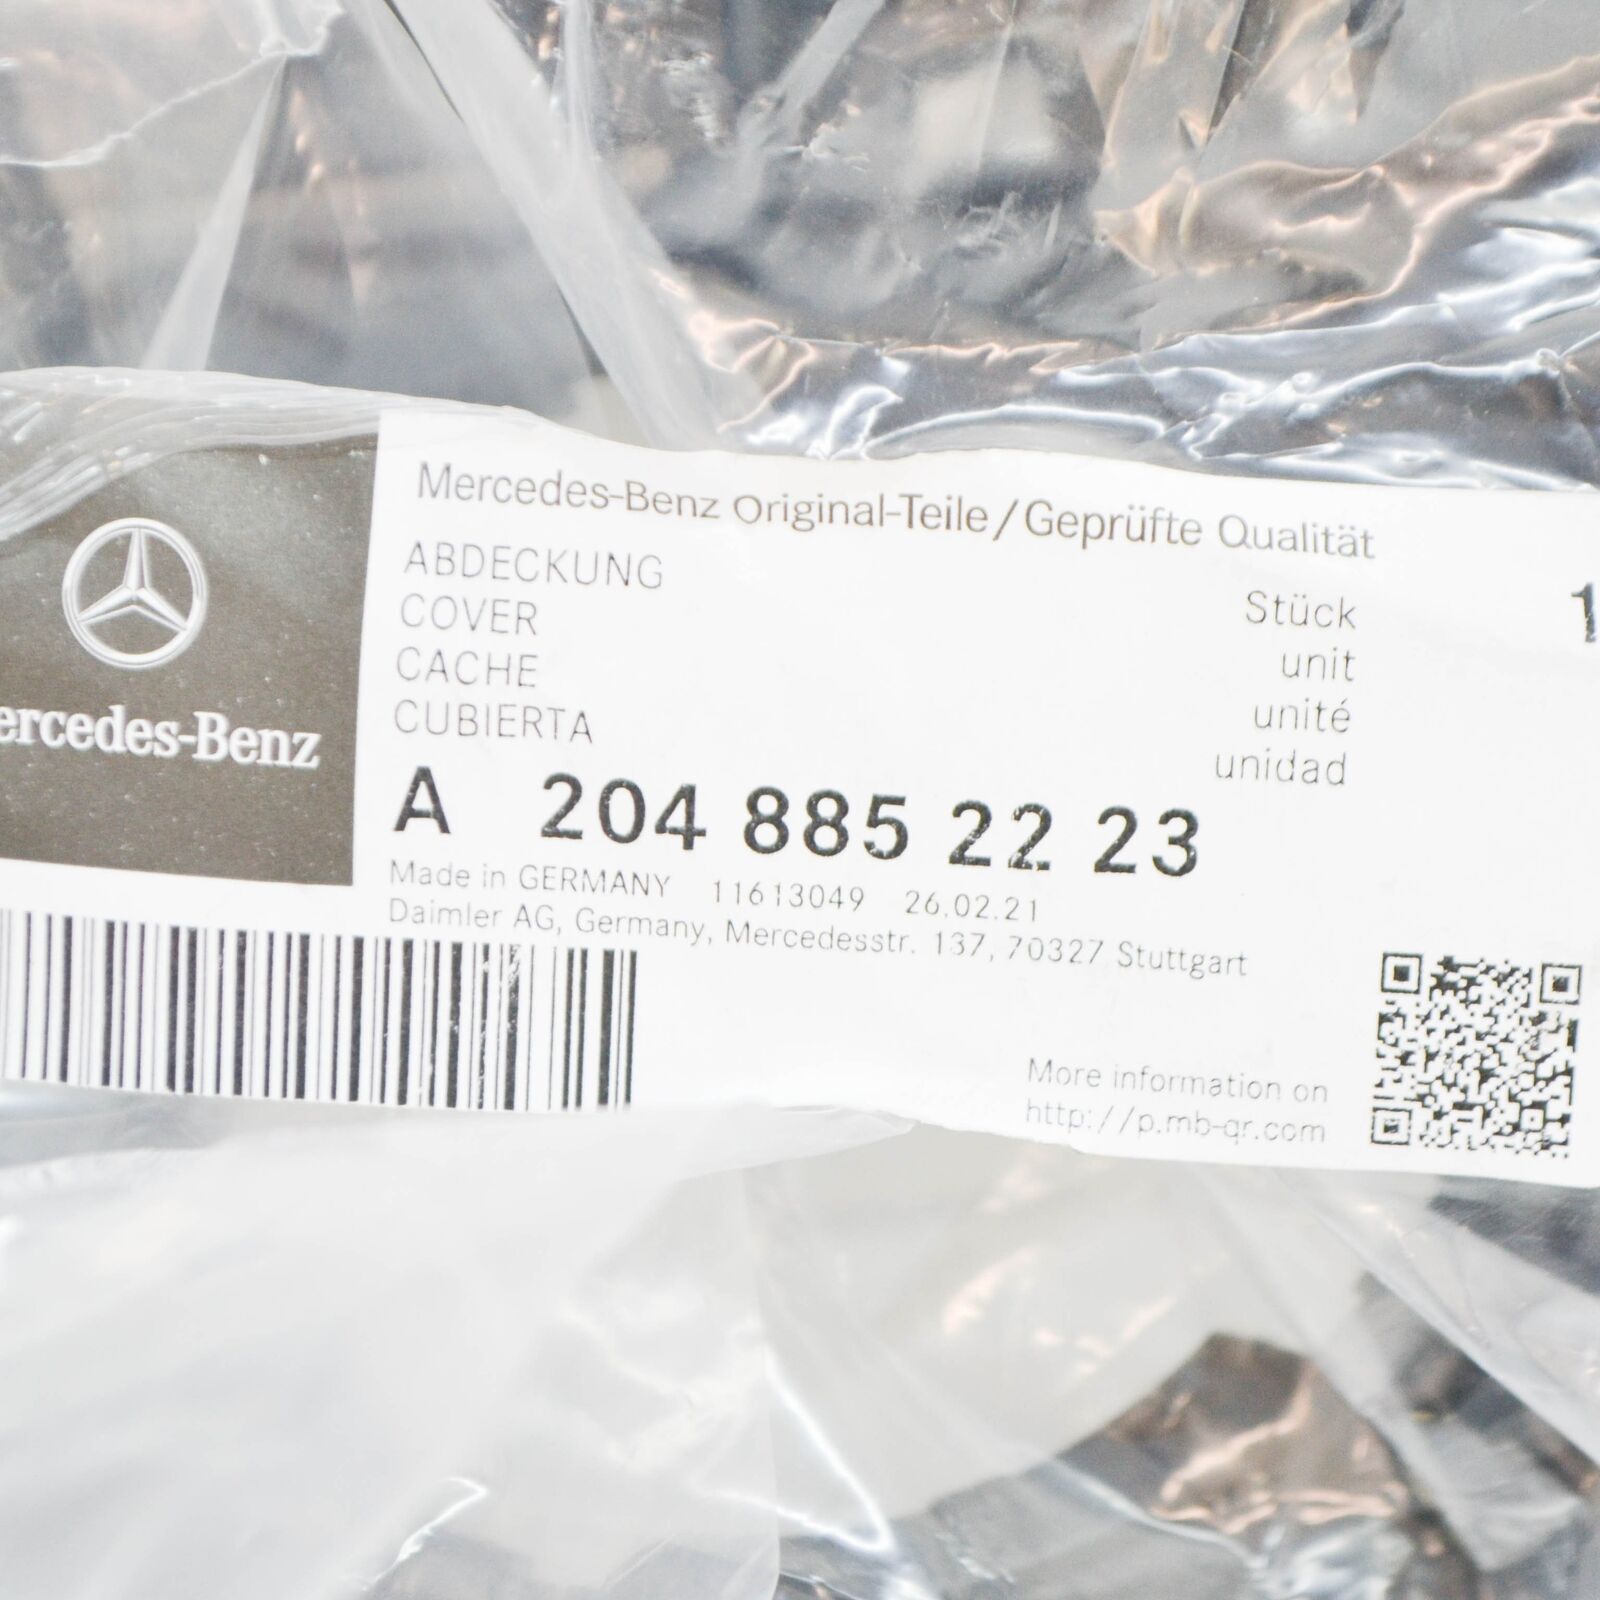 Mercedes-Benz Original-Teile/Geprüfte Qualität
ABDECKUNG
COVER
CACHE
CUBIERTA
Stück 1
unit
unité
unidad
ercedes-Benz
A 204 885 22 23
Made in GERMANY 11613049 26.02.21
Daimler AG, Germany, Mercedesstr. 137, 70327 Stuttgart
More information on
http://p.mb-qr.com